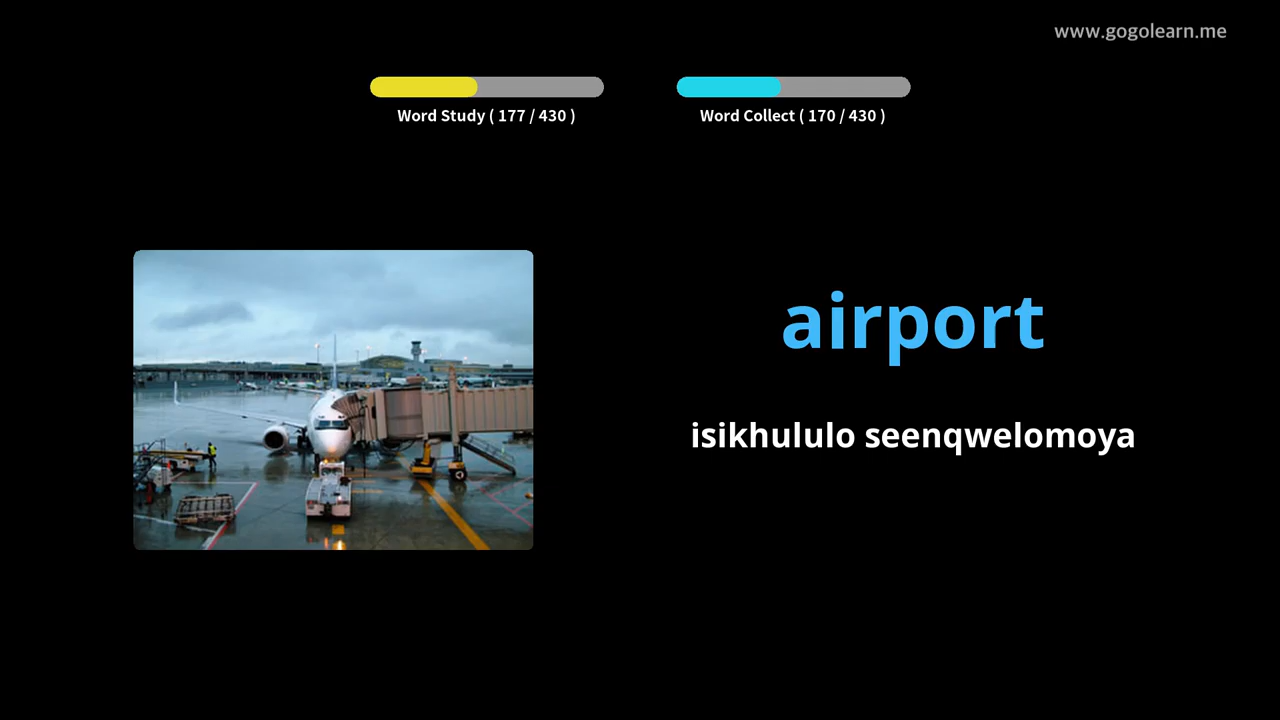 www.gogolearn.me
Word Study ( 177 / 430 )
Word Collect ( 170 / 430 )
airport
isikhululo seenqwelomoya